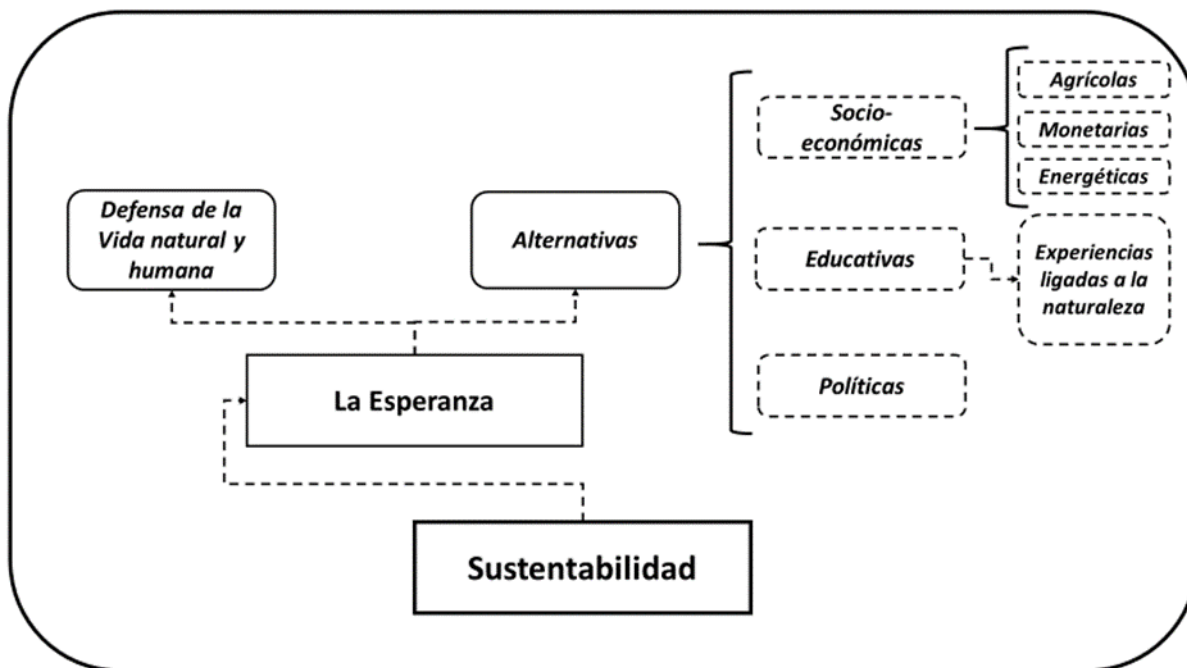 Agrícolas
Socio-
económicas
Monetarias
Energéticas
Defensa de la
Vida natural y
humana
Alternativas
Educativas
Experiencias
ligadas a la
naturaleza
La Esperanza
Políticas
Sustentabilidad